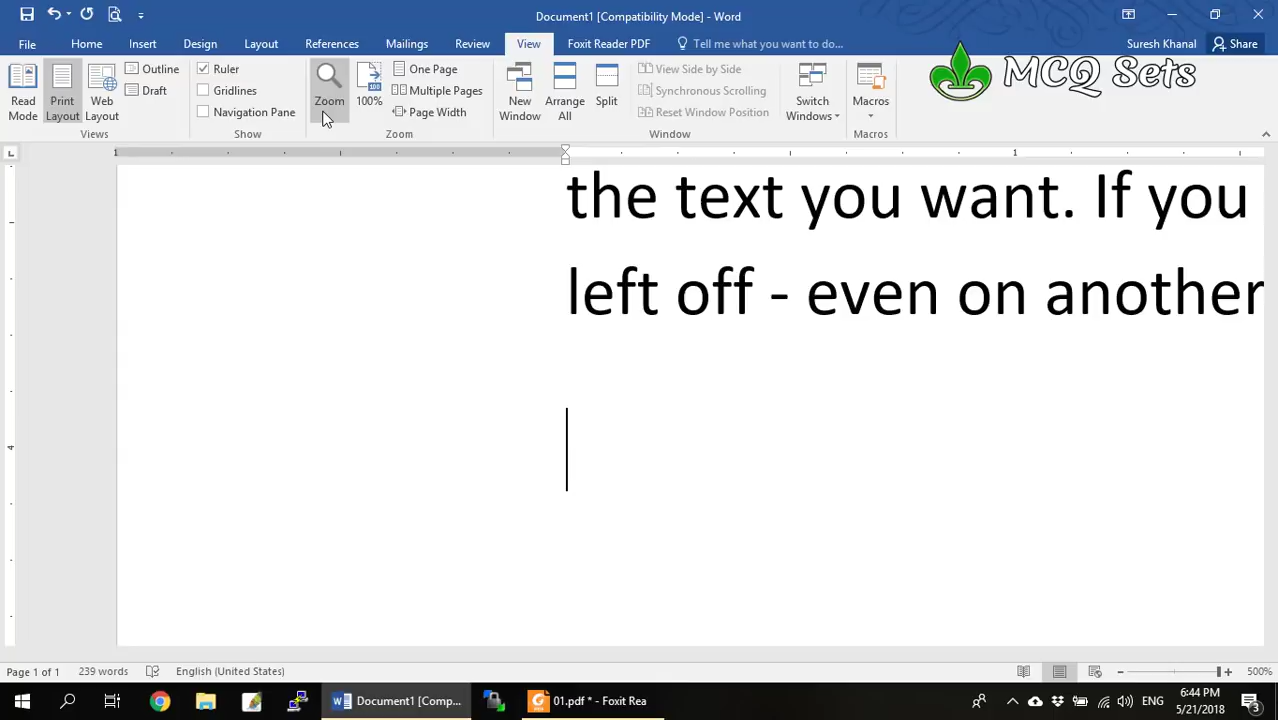 Document1 [Compatibility Mode] - Word
File Home Insert Design Layout References Mailings Review View Foxit Reader PDF Tell me what you want to do... Suresh Khanal Share
MCQ Sets
Read Mode
Print Layout
Web Layout
Outline
Draft
Views
Ruler
Gridlines
Navigation Pane
Show
Zoom
100
100%
One Page
Multiple Pages
Page Width
Zoom
New Window
Arrange All
Split
View Side by Side
Synchronous Scrolling
Reset Window Position
Window
Switch Windows
Macros
Macros
1 1
the text you want. If you
left off - even on another
4
Page 1 of 1 239 words English (United States) 500%
Document1 [Comp... 01.pdf * - Foxit Rea ENG 6:44 PM
5/21/2018 3